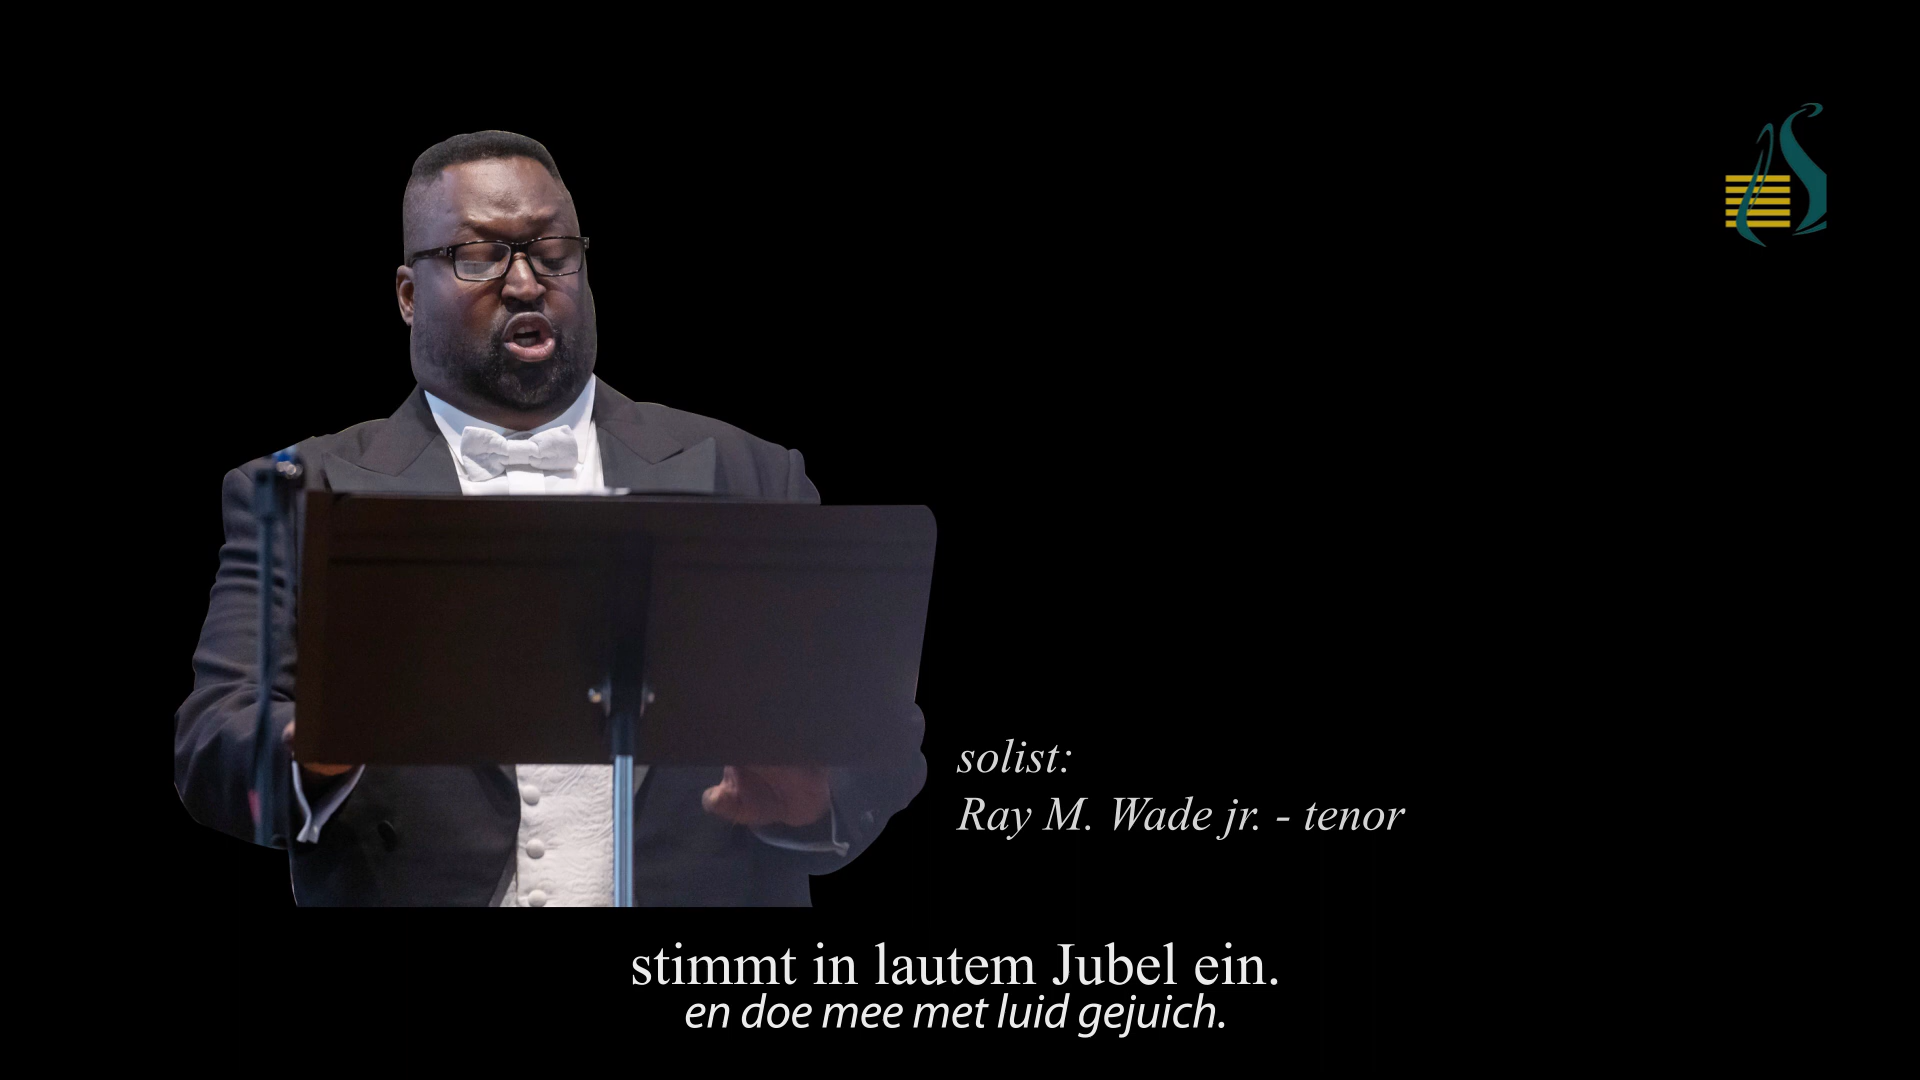 solist:
Ray M. Wade jr. - tenor
stimmt in lautem Jubel ein.
en doe mee met luid gejuich.